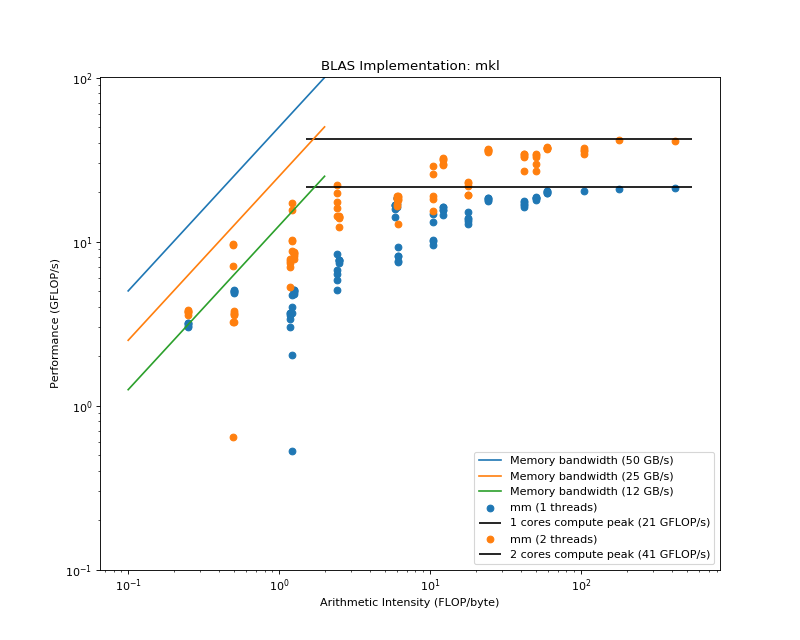 BLAS Implementation: mkl
10²
10¹
10⁰
10⁻¹
Performance (GFLOP/s)
10⁻¹ 10⁰ 10¹ 10²
Arithmetic Intensity (FLOP/byte)
Memory bandwidth (50 GB/s)
Memory bandwidth (25 GB/s)
Memory bandwidth (12 GB/s)
mm (1 threads)
1 cores compute peak (21 GFLOP/s)
mm (2 threads)
2 cores compute peak (41 GFLOP/s)